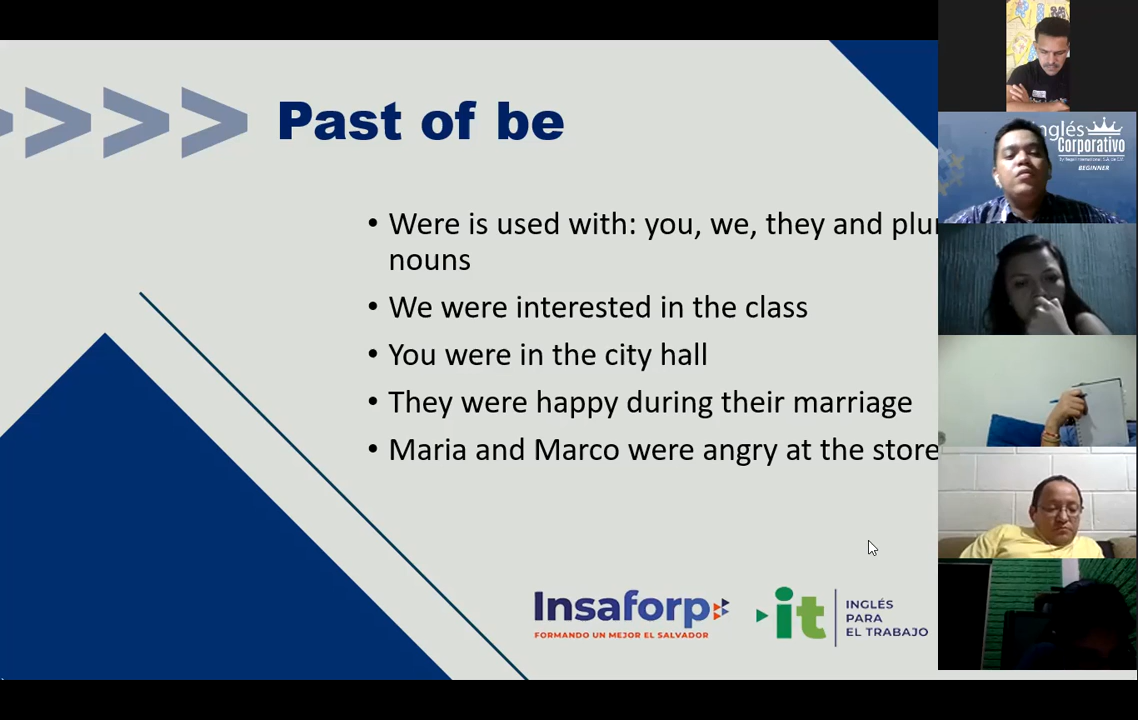 Past of be
• Were is used with: you, we, they and
nouns
• We were interested in the class
• You were in the city hall
• They were happy during their marriage
• Maria and Marco were angry at the store
Insaforp
FORMANDO UN MEJOR EL SALVADOR
it
INGLÉS
PARA
EL TRABAJO
Inglés
Corporativo
BEGINNER